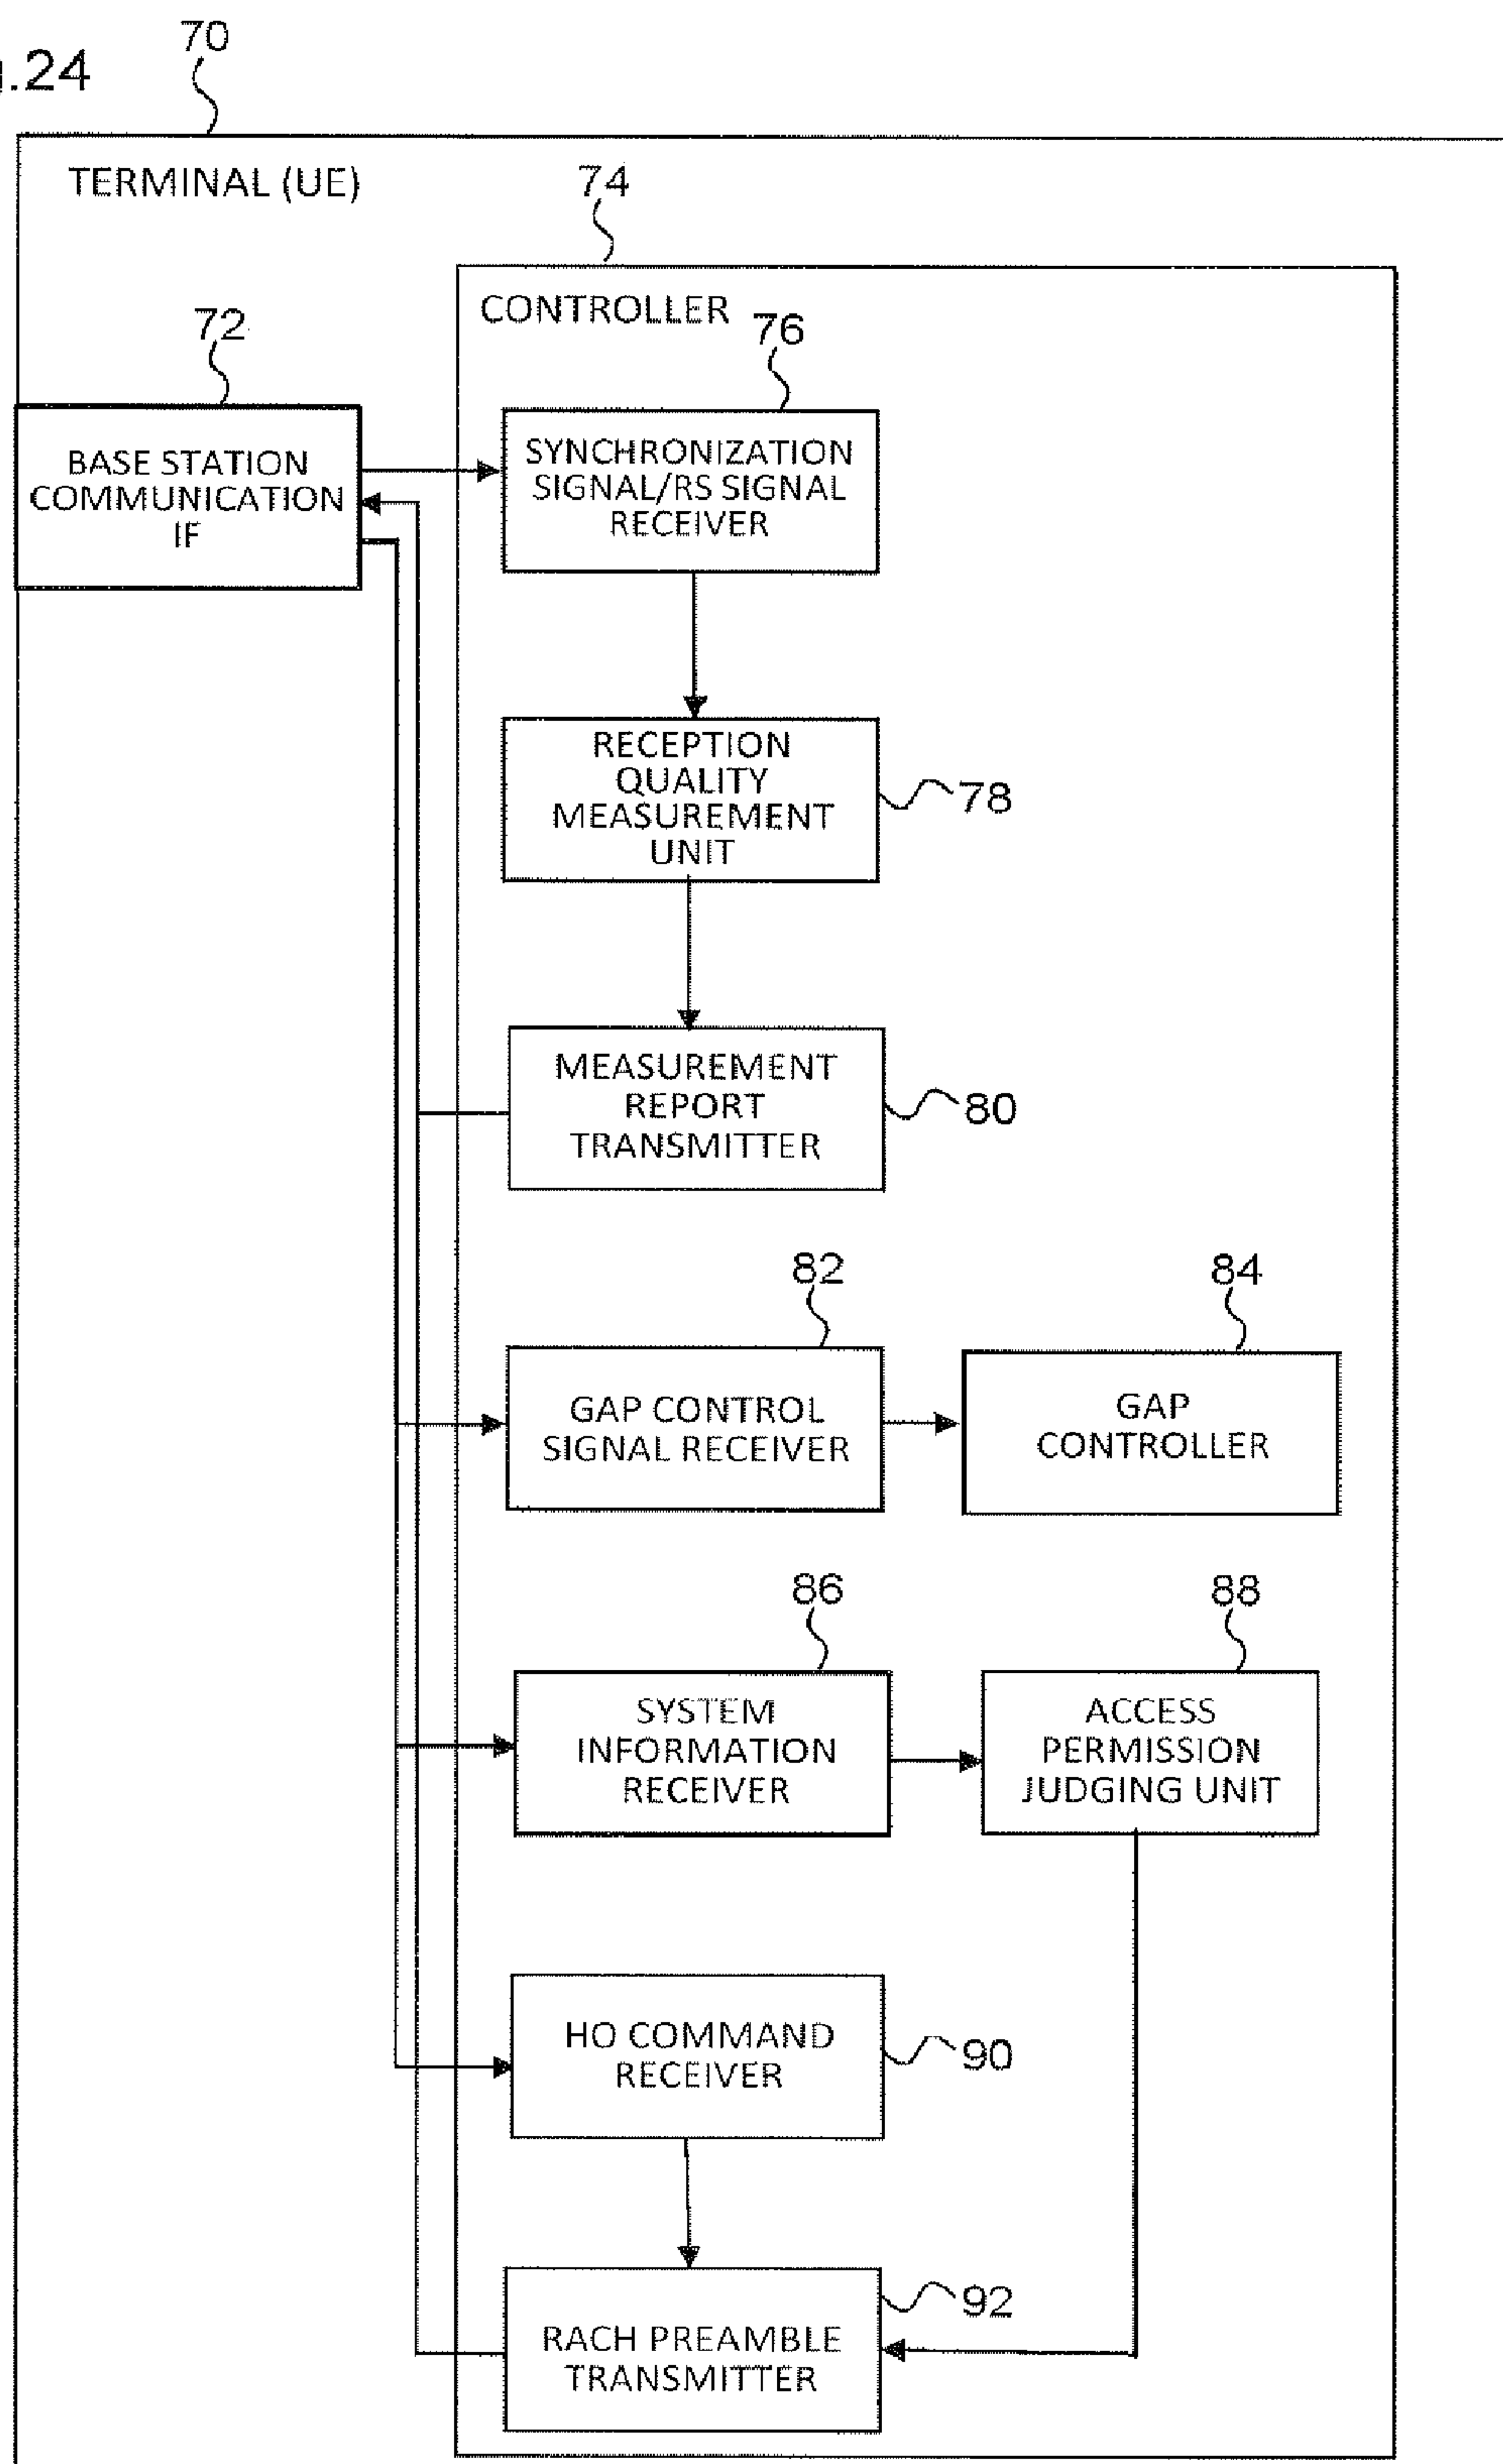 .24
70
TERMINAL (UE)
74
CONTROLLER
72
BASE STATION
COMMUNICATION
IF
76
SYNCHRONIZATION
SIGNAL/RS SIGNAL
RECEIVER
RECEPTION
QUALITY
MEASUREMENT
UNIT
78
MEASUREMENT
REPORT
TRANSMITTER
80
82
GAP CONTROL
SIGNAL RECEIVER
84
GAP
CONTROLLER
86
SYSTEM
INFORMATION
RECEIVER
88
ACCESS
PERMISSION
JUDGING UNIT
HO COMMAND
RECEIVER
90
RACH PREAMBLE
TRANSMITTER
92